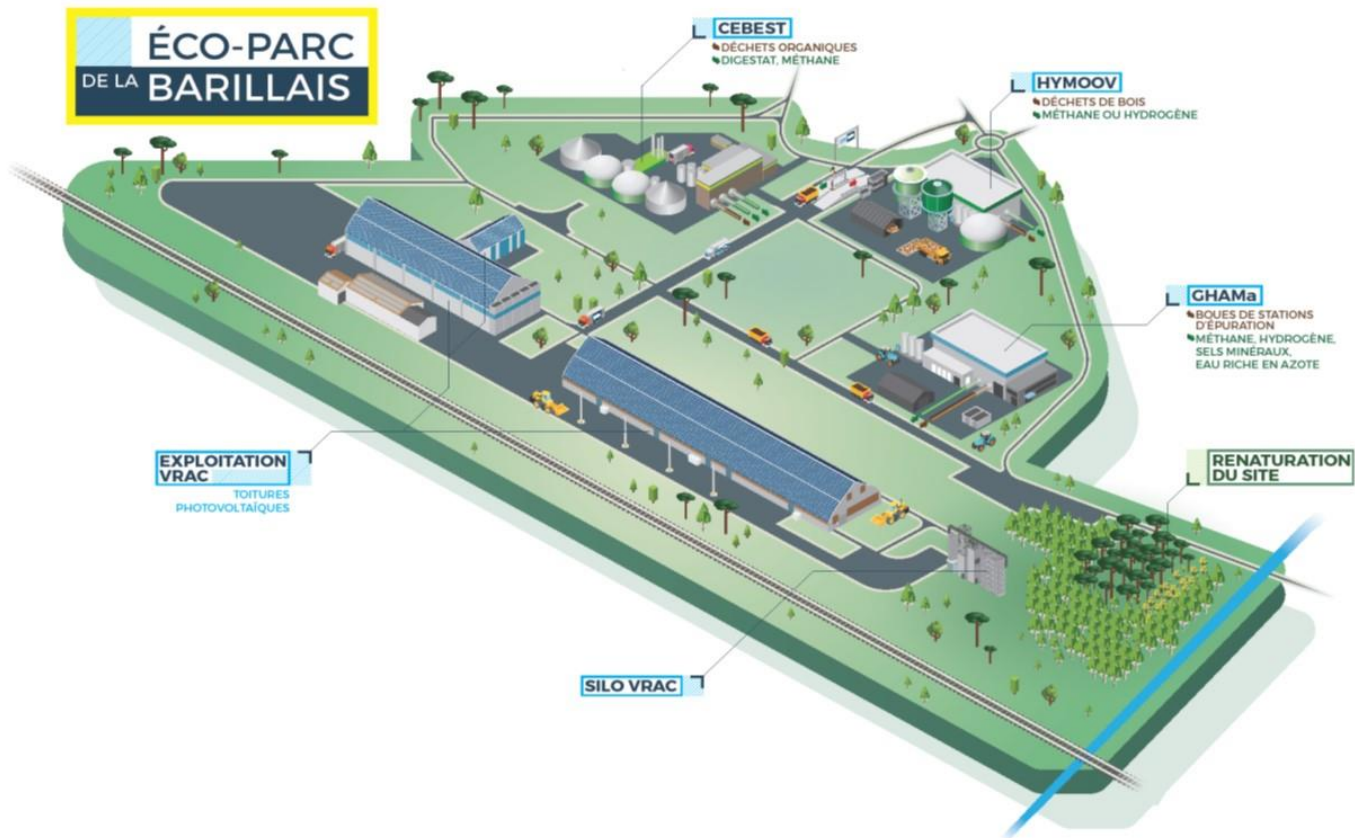 ÉCO-PARC
DE LA BARILLAIS
CEBEST
DÉCHETS ORGANIQUES
DIGESTAT, MÉTHANE
HYMOOV
DÉCHETS DE BOIS
MÉTHANE OU HYDROGÈNE
GHAMa
BOUES DE STATIONS
D'ÉPURATION
MÉTHANE, HYDROGÈNE,
SELS MINÉRAUX,
EAU RICHE EN AZOTE
EXPLOITATION
VRAC
TOITURES
PHOTOVOLTAÏQUES
RENATURATION
DU SITE
SILO VRAC